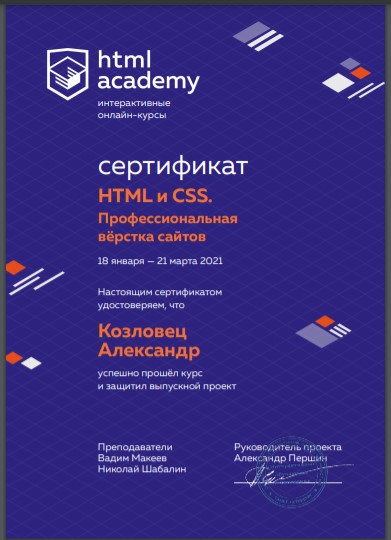 html
academy
интерактивные
онлайн-курсы
сертификат
HTML и CSS.
Профессиональная
вёрстка сайтов
18 января — 21 марта 2021
Настоящим сертификатом
удостоверяем, что
Козловец
Александр
успешно прошёл курс
и защитил выпускной проект
Преподаватели
Вадим Макеев
Николай Шабалин
Руководитель проекта
Александр Першин